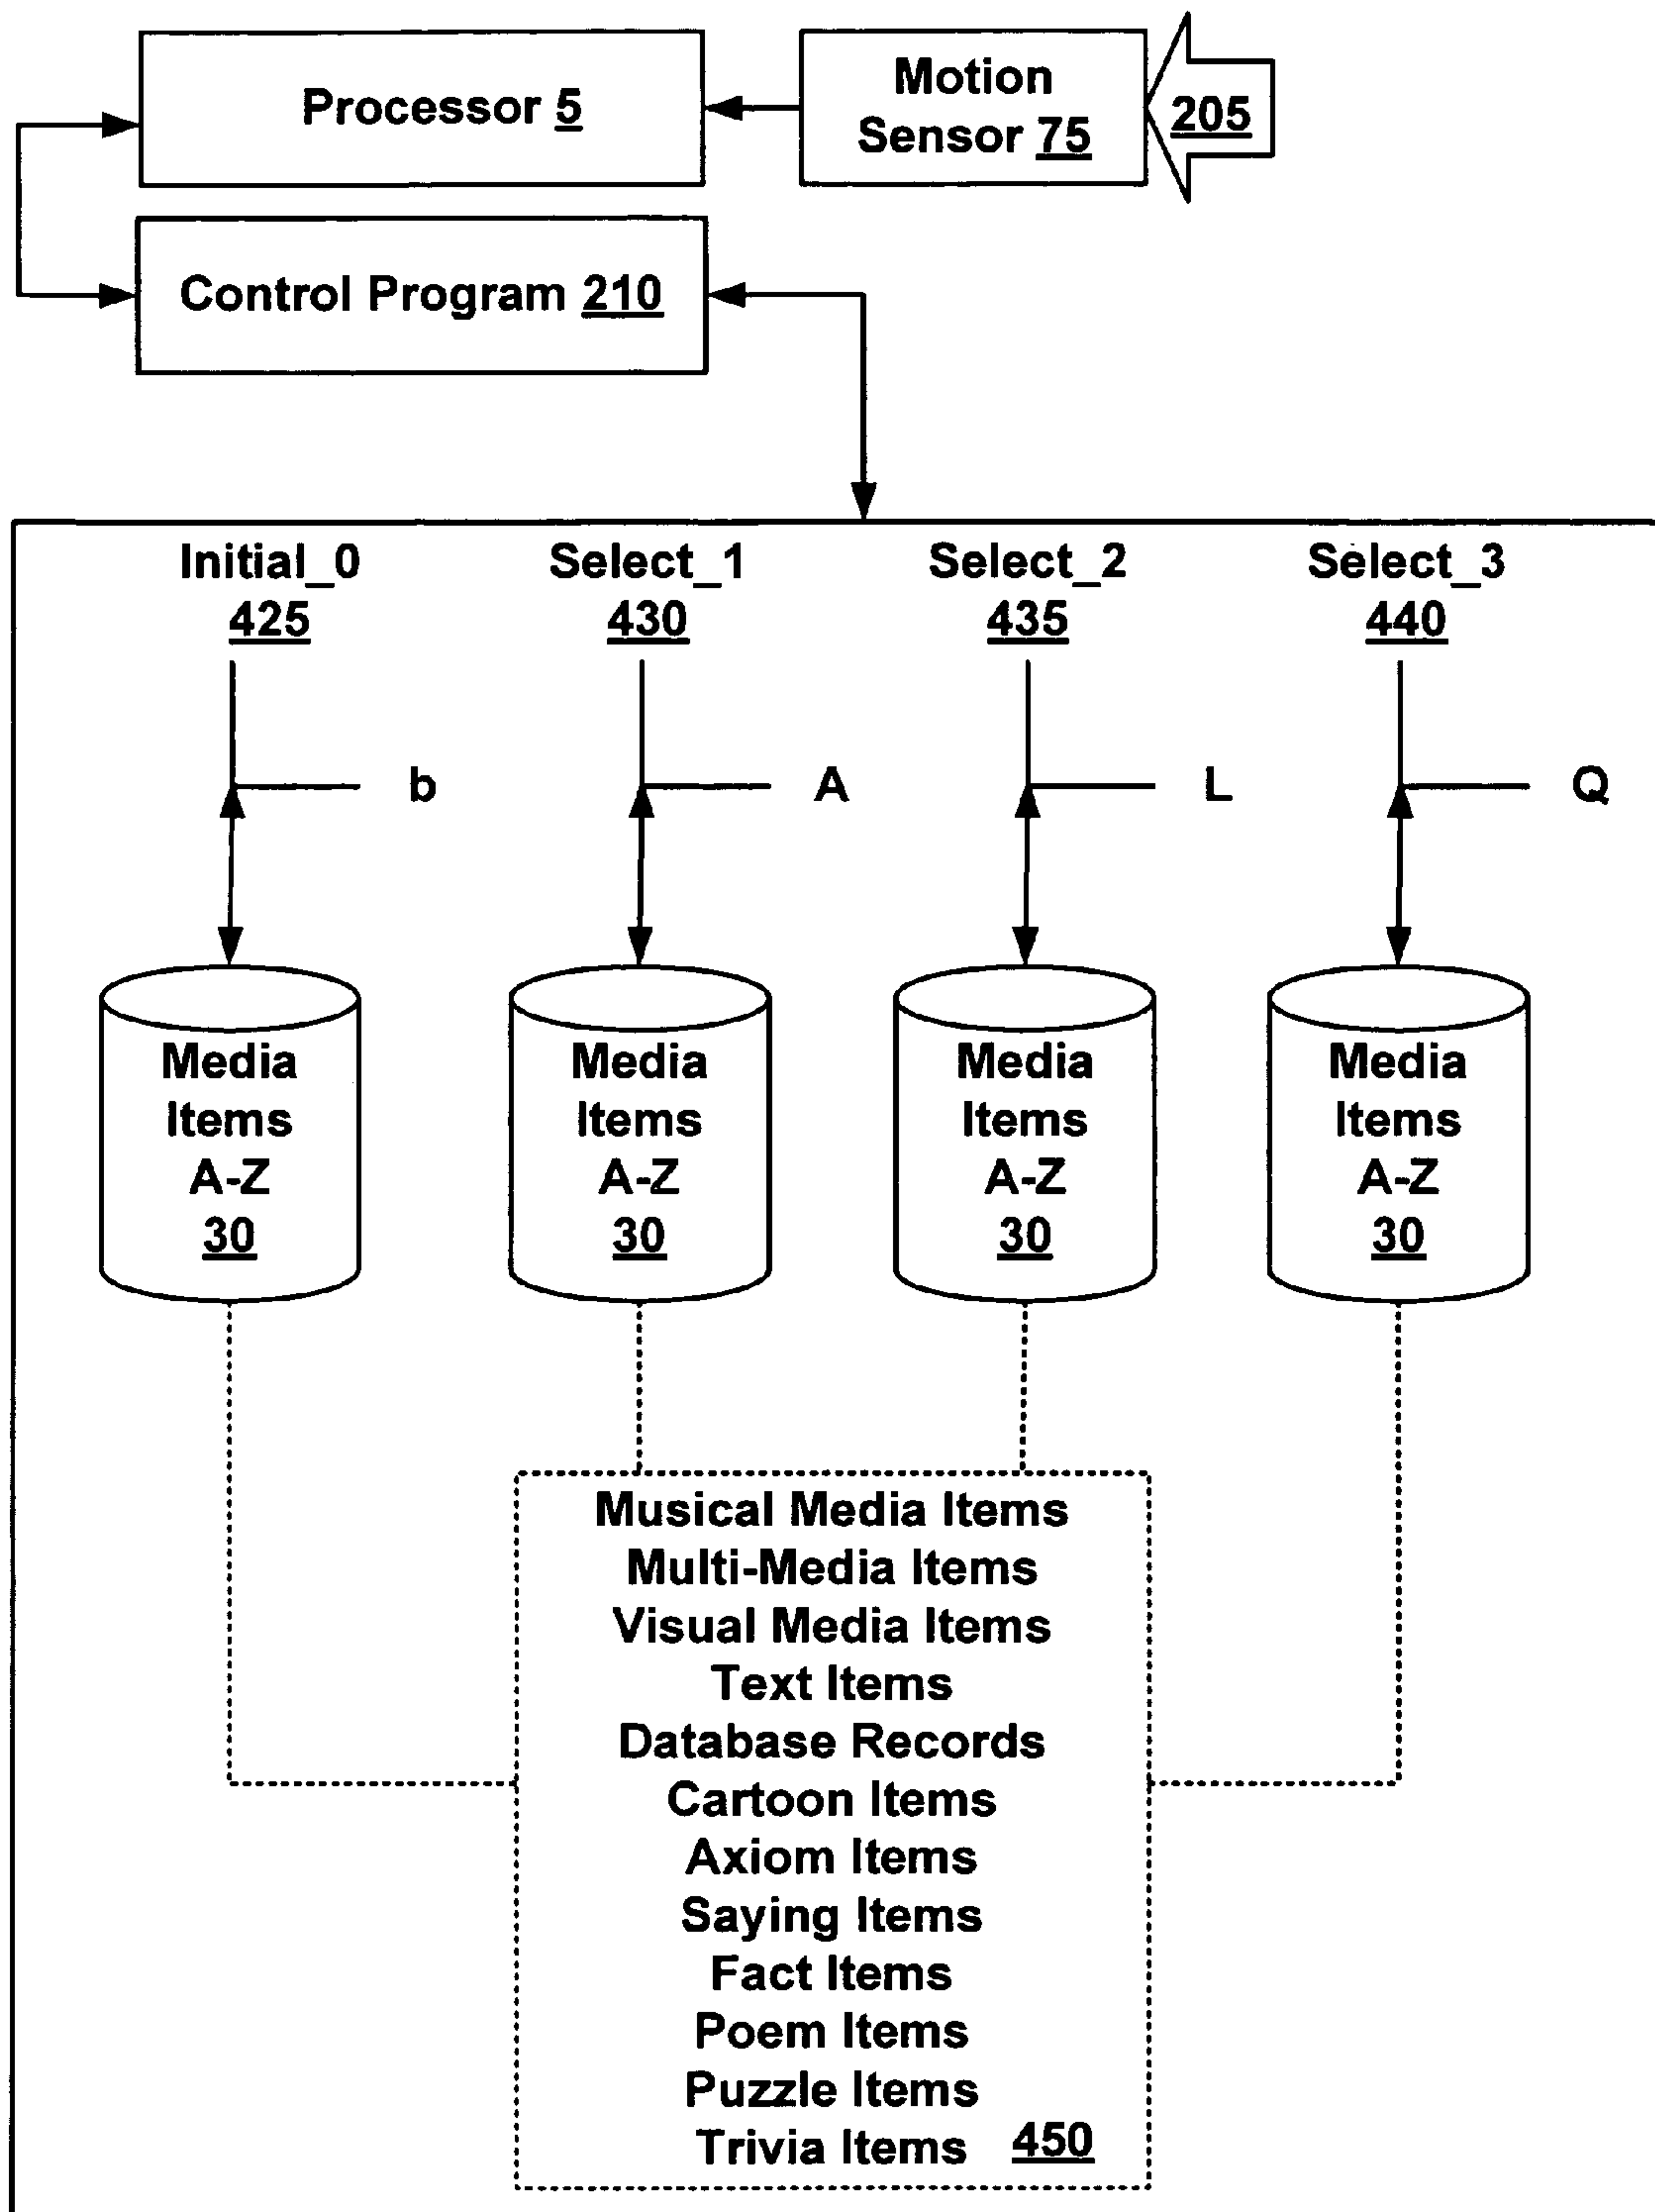 Processor 5
Motion
Sensor 75
205
Control Program 210
Initial_0 Select_1 Select_2 Select_3
425 430 435 440
b A L Q
Media Media Media Media
Items Items Items Items
A-Z A-Z A-Z A-Z
30 30 30 30
Musical Media Items
Multi-Media Items
Visual Media Items
Text Items
Database Records
Cartoon Items
Axiom Items
Saying Items
Fact Items
Poem Items
Puzzle Items
Trivia Items 450